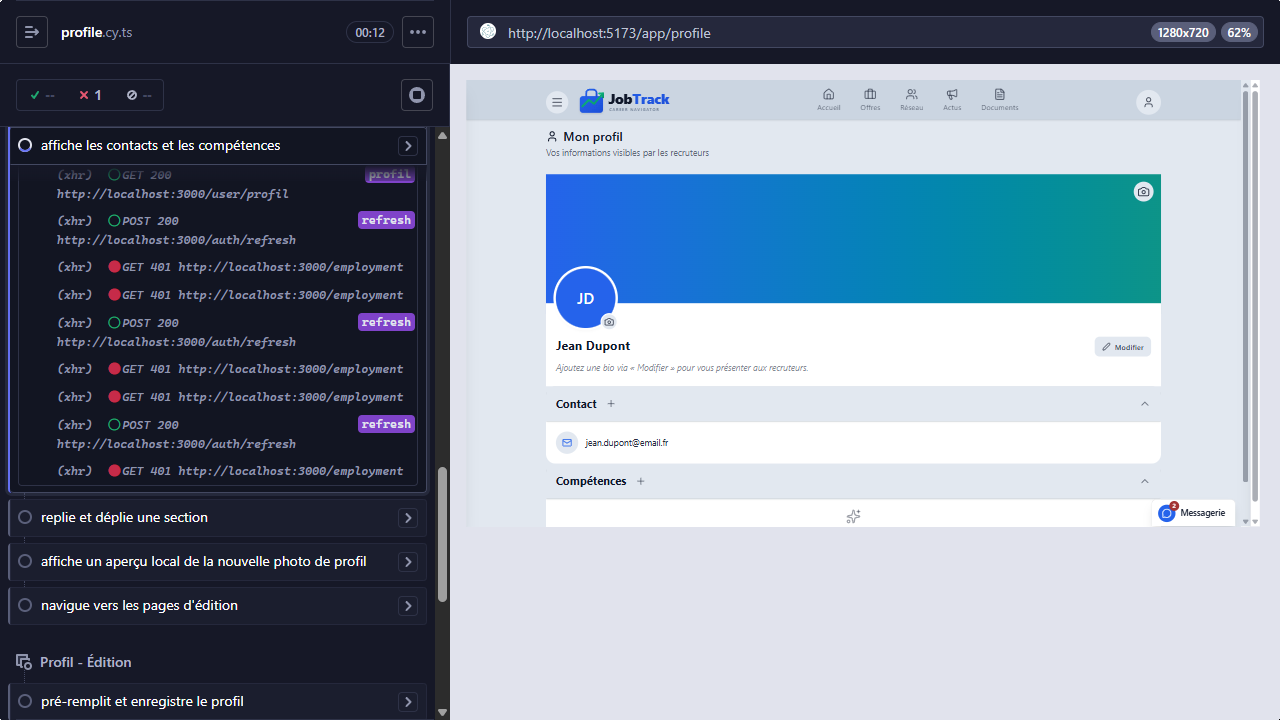 profile.cy.ts
00:12
-- 1 --
affiche les contacts et les compétences
(xhr) GET 200 profil
http://localhost:3000/user/profil
(xhr) POST 200 refresh
http://localhost:3000/auth/refresh
(xhr) GET 401 http://localhost:3000/employment
(xhr) GET 401 http://localhost:3000/employment
(xhr) POST 200 refresh
http://localhost:3000/auth/refresh
(xhr) GET 401 http://localhost:3000/employment
(xhr) GET 401 http://localhost:3000/employment
(xhr) POST 200 refresh
http://localhost:3000/auth/refresh
(xhr) GET 401 http://localhost:3000/employment
replie et déplie une section
affiche un aperçu local de la nouvelle photo de profil
navigue vers les pages d'édition
Profil - Édition
pré-remplit et enregistre le profil
http://localhost:5173/app/profile
1280x720 62%
JobTrack
CAREER NAVIGATOR
Accueil Offres Réseau Actus Documents
Mon profil
Vos informations visibles par les recruteurs
JD
Jean Dupont
Modifier
Ajoutez une bio via « Modifier » pour vous présenter aux recruteurs.
Contact +
jean.dupont@email.fr
Compétences +
2
Messagerie